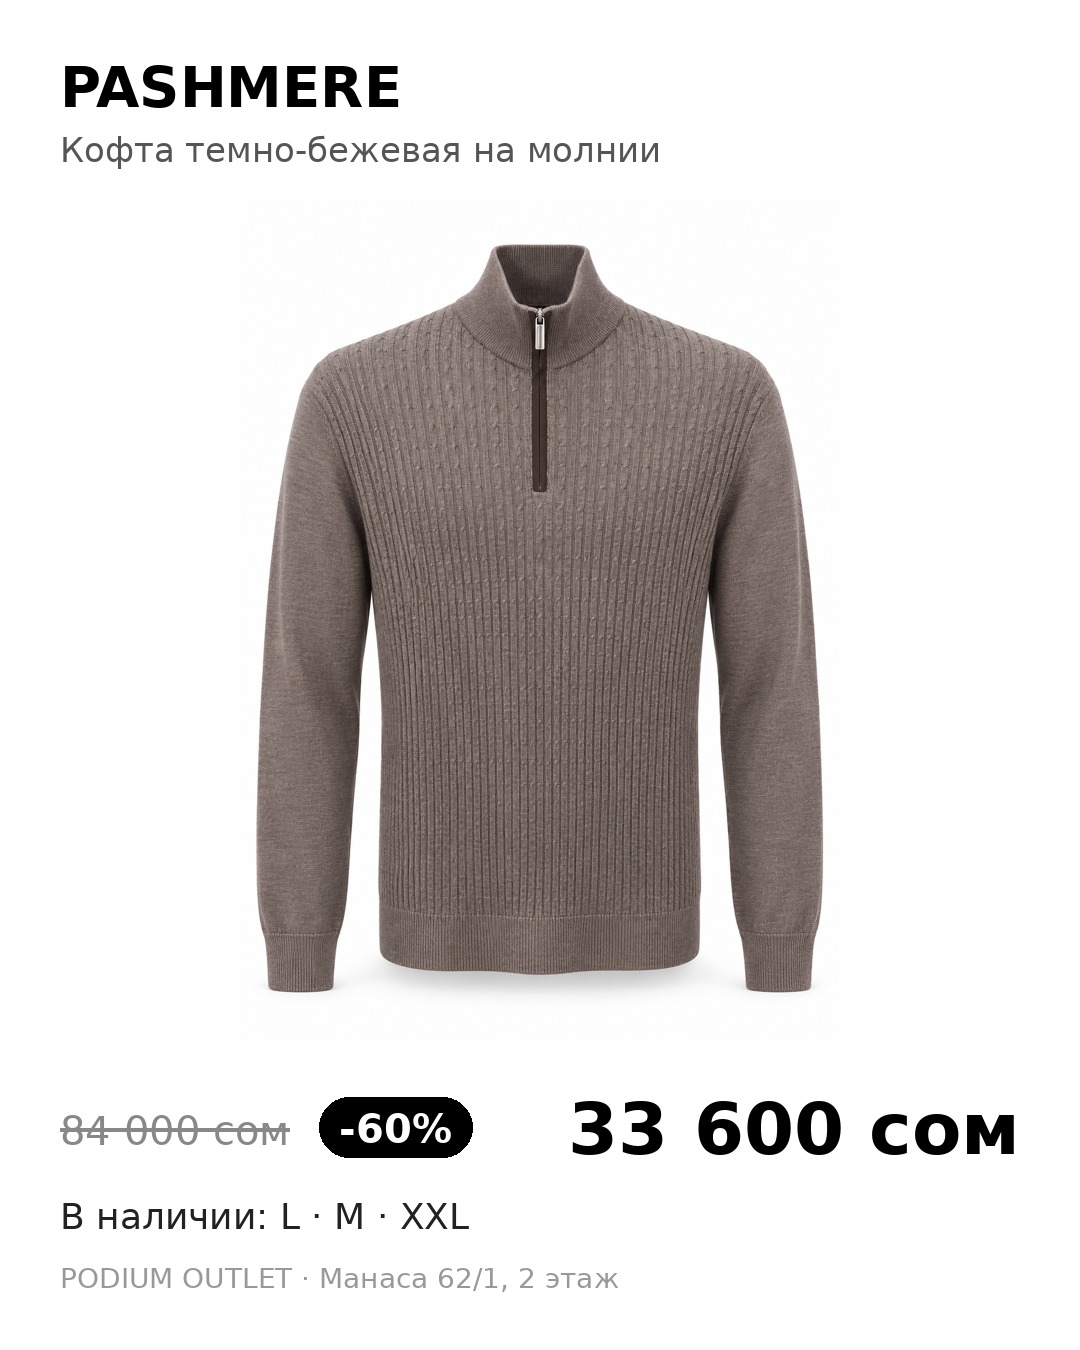 PASHMERE
Кофта темно-бежевая на молнии
84 000 сом -60% 33 600 сом
В наличии: L · M · XXL
PODIUM OUTLET · Манаса 62/1, 2 этаж